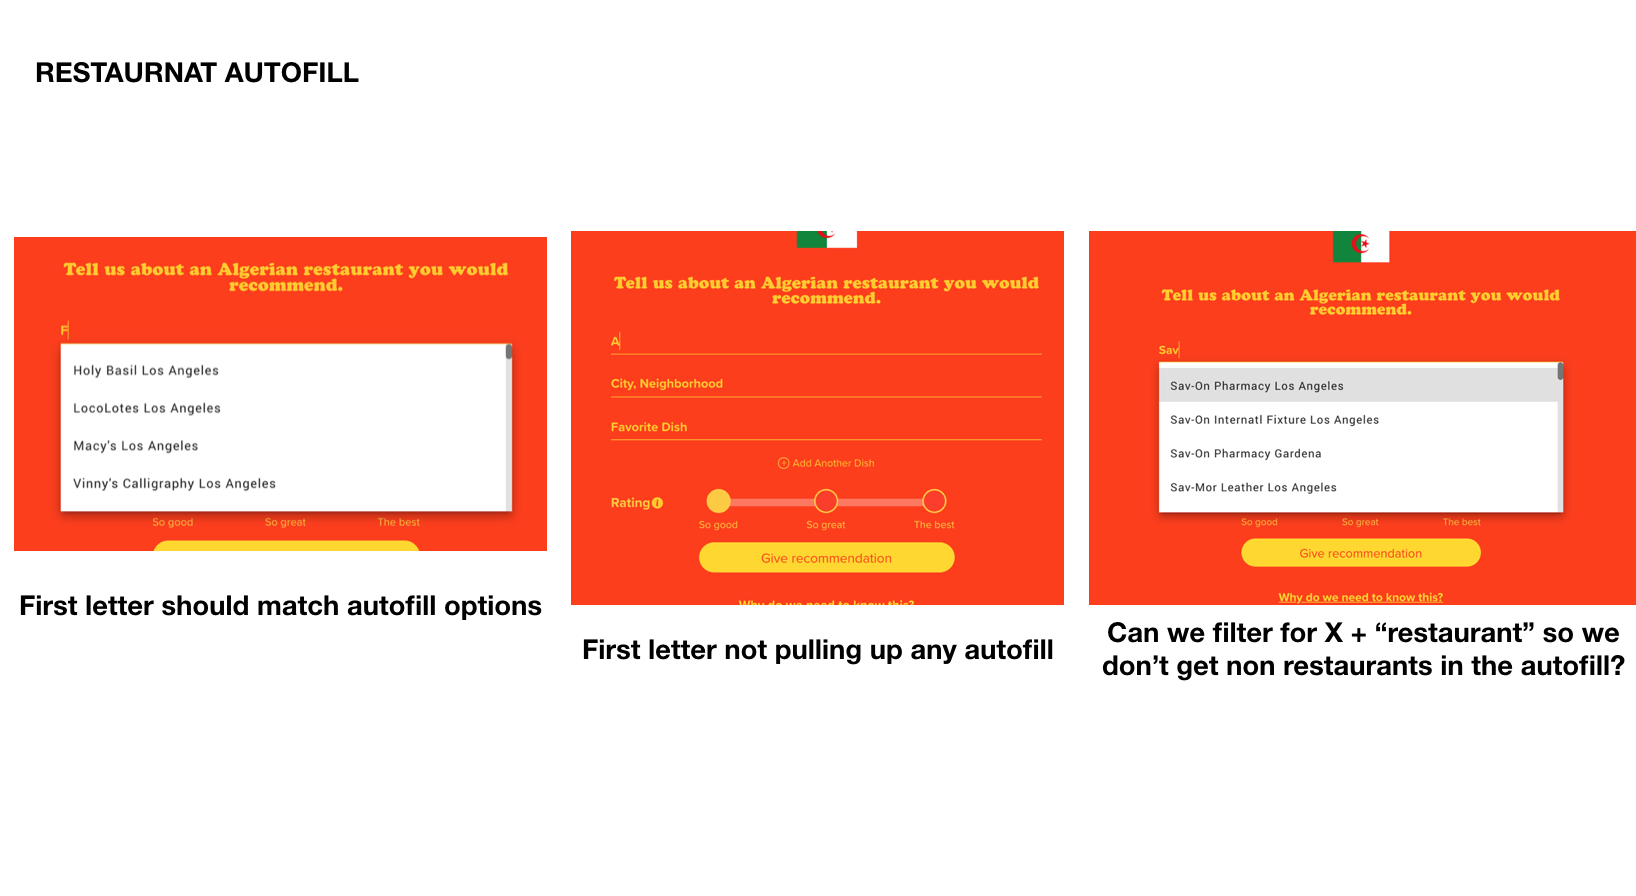 RESTAURNAT AUTOFILL
Tell us about an Algerian restaurant you would
recommend.
F
Holy Basil Los Angeles
LocoLotes Los Angeles
Macy's Los Angeles
Vinny's Calligraphy Los Angeles
So good So great The best
First letter should match autofill options
Tell us about an Algerian restaurant you would
recommend.
A
City, Neighborhood
Favorite Dish
Add Another Dish
Rating
So good So great The best
Give recommendation
Why do we need to know this?
First letter not pulling up any autofill
Tell us about an Algerian restaurant you would
recommend.
Sav
Sav-On Pharmacy Los Angeles
Sav-On Internatl Fixture Los Angeles
Sav-On Pharmacy Gardena
Sav-Mor Leather Los Angeles
So good So great The best
Give recommendation
Why do we need to know this?
Can we filter for X + “restaurant” so we
don’t get non restaurants in the autofill?